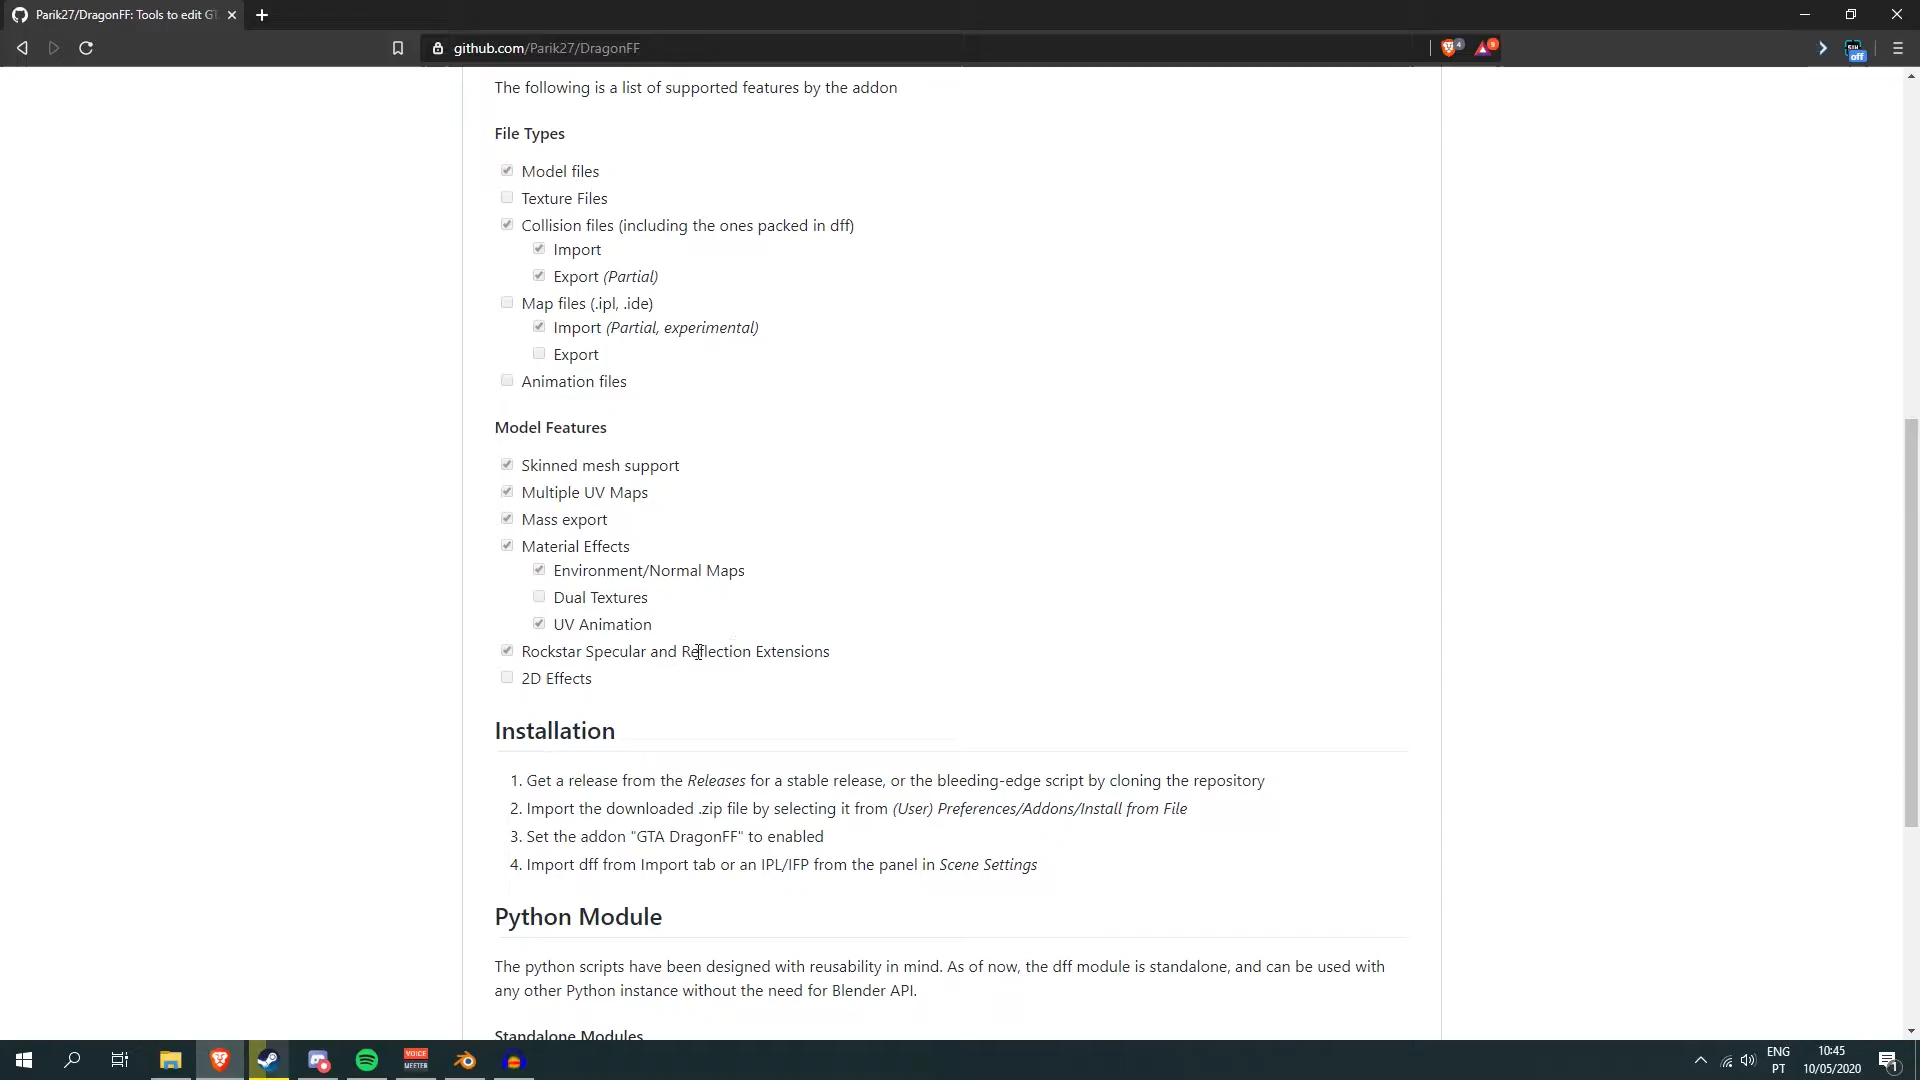 Parik27/DragonFF: Tools to edit GT
github.com/Parik27/DragonFF
4
9
off
The following is a list of supported features by the addon
File Types
Model files
Texture Files
Collision files (including the ones packed in dff)
Import
Export (Partial)
Map files (.ipl, .ide)
Import (Partial, experimental)
Export
Animation files
Model Features
Skinned mesh support
Multiple UV Maps
Mass export
Material Effects
Environment/Normal Maps
Dual Textures
UV Animation
Rockstar Specular and Reflection Extensions
2D Effects
Installation
1. Get a release from the Releases for a stable release, or the bleeding-edge script by cloning the repository
2. Import the downloaded .zip file by selecting it from (User) Preferences/Addons/Install from File
3. Set the addon "GTA DragonFF" to enabled
4. Import dff from Import tab or an IPL/IFP from the panel in Scene Settings
Python Module
The python scripts have been designed with reusability in mind. As of now, the dff module is standalone, and can be used with
any other Python instance without the need for Blender API.
Standalone Modules
VOICE
MEETER
ENG
PT
10:45
10/05/2020
1